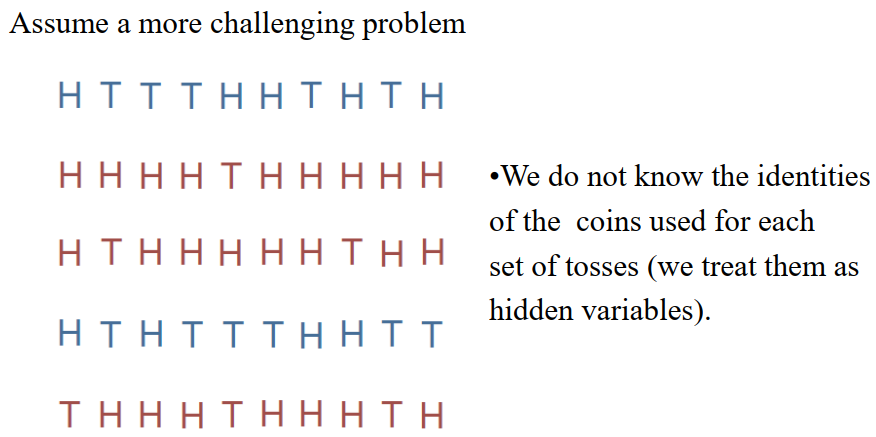 Assume a more challenging problem
H T T T H H T H T H
H H H H T H H H H H
•We do not know the identities
of the coins used for each
H T H H H H H T H H
set of tosses (we treat them as
hidden variables).
H T H T T T H H T T
T H H H T H H H T H